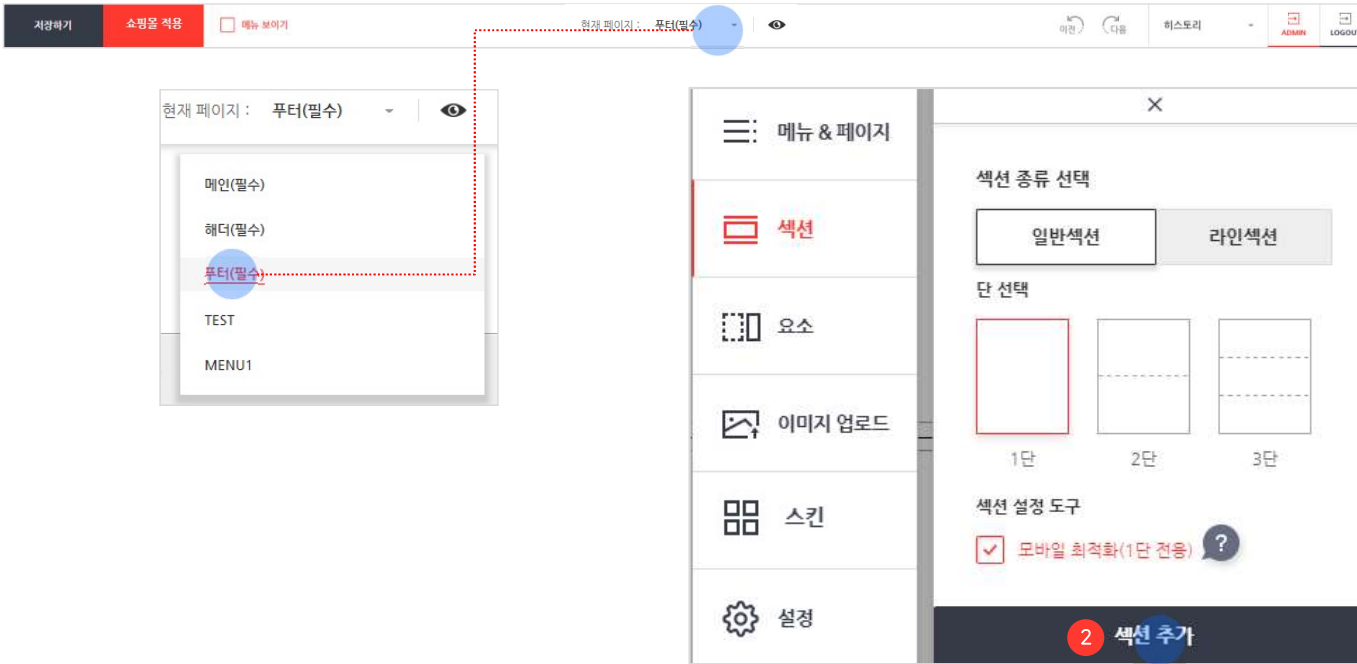 저장하기
쇼핑몰 적용
메뉴 보이기
현재 페이지 : 푸터(필수)
이전
다음
히스토리
ADMIN
LOGOU
현재 페이지 : 푸터(필수)
메인(필수)
해더(필수)
푸터(필수)
TEST
MENU1
메뉴 & 페이지
섹션
요소
이미지 업로드
스킨
설정
섹션 종류 선택
일반섹션
라인섹션
단 선택
1단
2단
3단
섹션 설정 도구
모바일 최적화(1단 전용)
?
2 섹션 추가